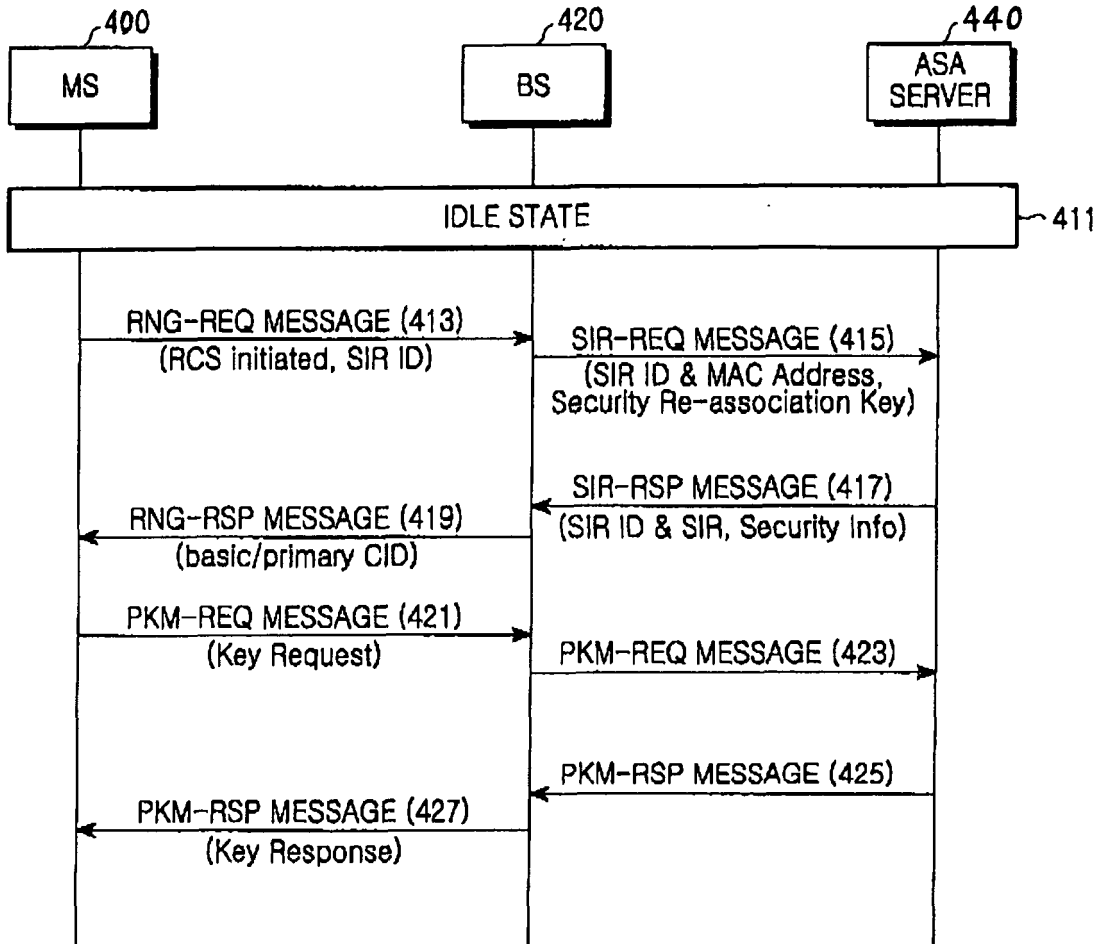 400
420
440
MS
BS
ASA
SERVER
IDLE STATE
411
RNG-REQ MESSAGE (413)
(RCS initiated, SIR ID)
SIR-REQ MESSAGE (415)
(SIR ID & MAC Address,
Security Re-association Key)
SIR-RSP MESSAGE (417)
(SIR ID & SIR, Security Info)
RNG-RSP MESSAGE (419)
(basic/primary CID)
PKM-REQ MESSAGE (421)
(Key Request)
PKM-REQ MESSAGE (423)
PKM-RSP MESSAGE (425)
PKM-RSP MESSAGE (427)
(Key Response)